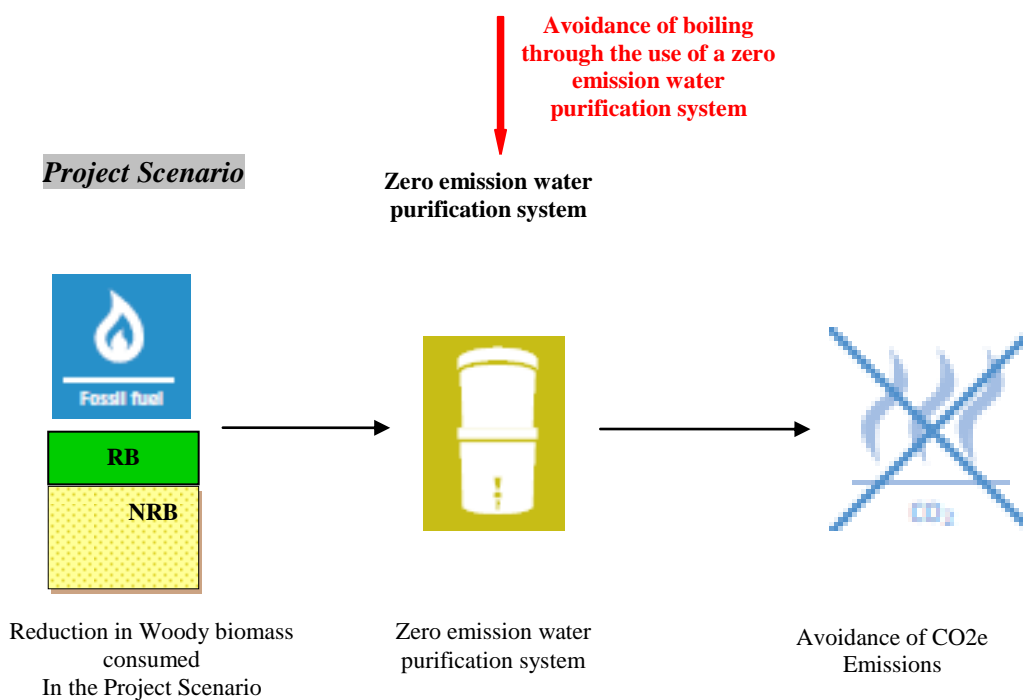 Avoidance of boiling
through the use of a zero
emission water
purification system
Project Scenario
Zero emission water
purification system
Fossil fuel
RB
NRB
CO2
Reduction in Woody biomass
consumed
In the Project Scenario
Zero emission water
purification system
Avoidance of CO2e
Emissions